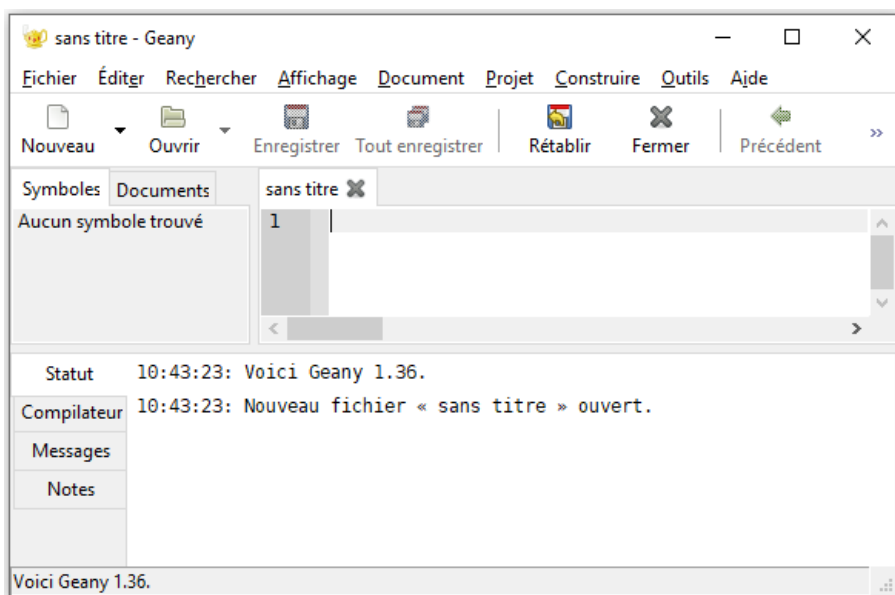 sans titre - Geany
Fichier Éditer Rechercher Affichage Document Projet Construire Outils Aide
Nouveau Ouvrir Enregistrer Tout enregistrer Rétablir Fermer Précédent »
Symboles Documents sans titre
Aucun symbole trouvé
1
Statut
Compilateur
Messages
Notes
10:43:23: Voici Geany 1.36.
10:43:23: Nouveau fichier « sans titre » ouvert.
Voici Geany 1.36.